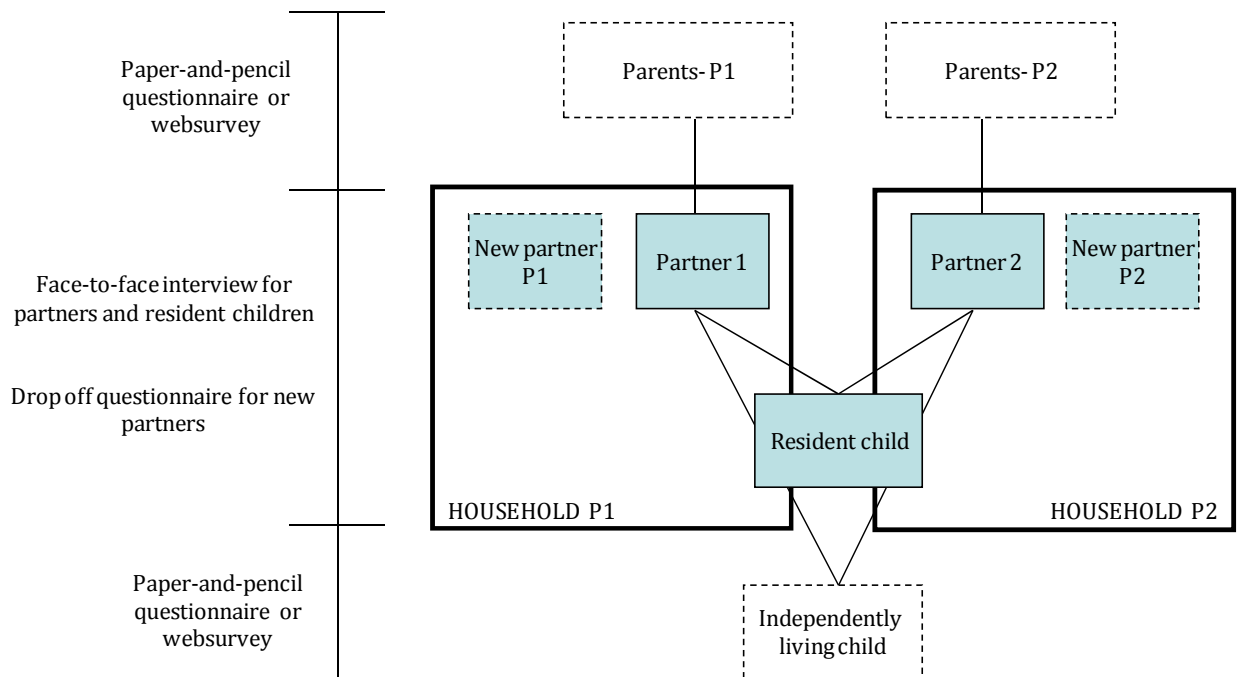 Paper-and-pencil
questionnaire or
websurvey
Parents-P1
Parents-P2
New partner
P1
Partner 1
Partner 2
New partner
P2
Face-to-face interview for
partners and resident children
Drop off questionnaire for new
partners
Resident child
HOUSEHOLD P1
HOUSEHOLD P2
Paper-and-pencil
questionnaire or
websurvey
Independently
living child